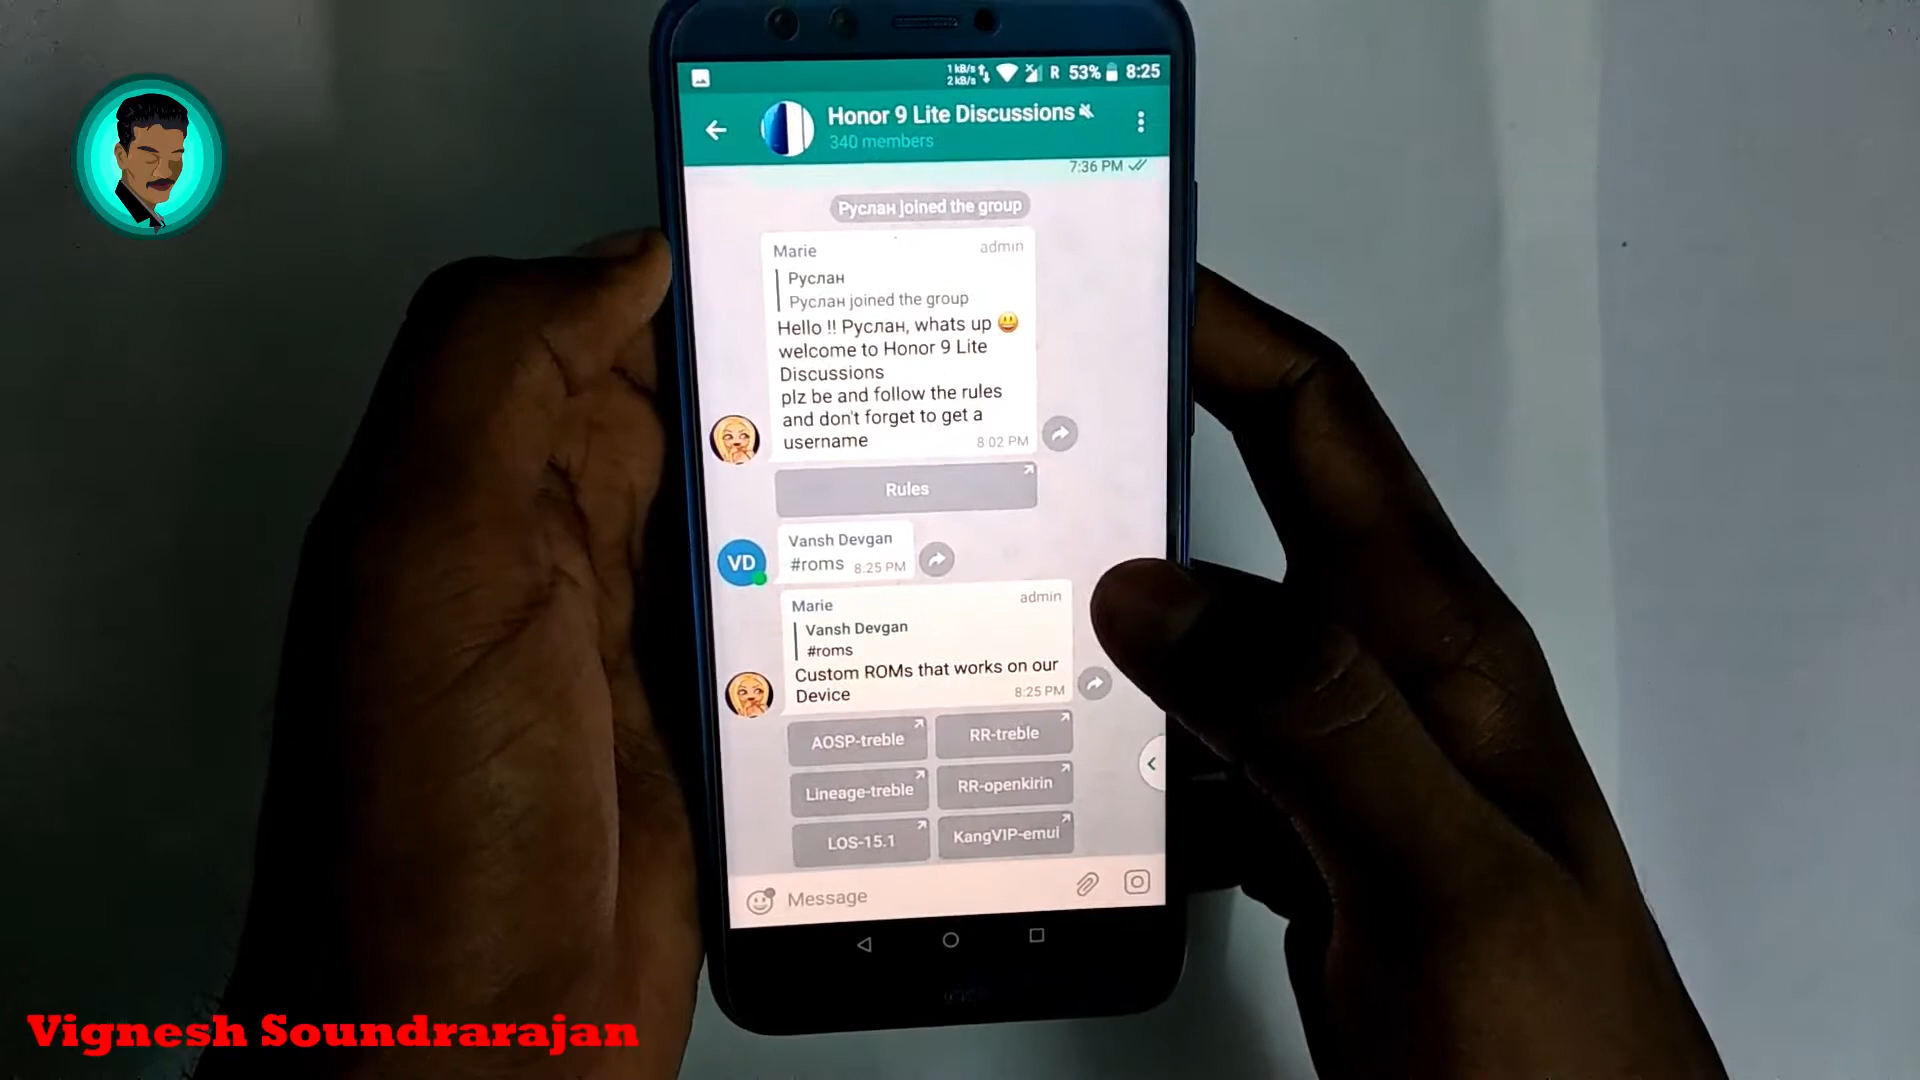 1 kB/s
2 kB/s
R 53% 8:25
Honor 9 Lite Discussions
340 members
7:36 PM
Руслан joined the group
Marie admin
Руслан
Руслан joined the group
Hello !! Руслан, whats up 😃
welcome to Honor 9 Lite
Discussions
plz be and follow the rules
and don't forget to get a
username 8:02 PM
Rules
VD
Vansh Devgan
#roms 8:25 PM
Marie admin
Vansh Devgan
#roms
Custom ROMs that works on our
Device 8:25 PM
AOSP-treble RR-treble
Lineage-treble RR-openkirin
LOS-15.1 KangVIP-emui
Message
Vignesh Soundrarajan